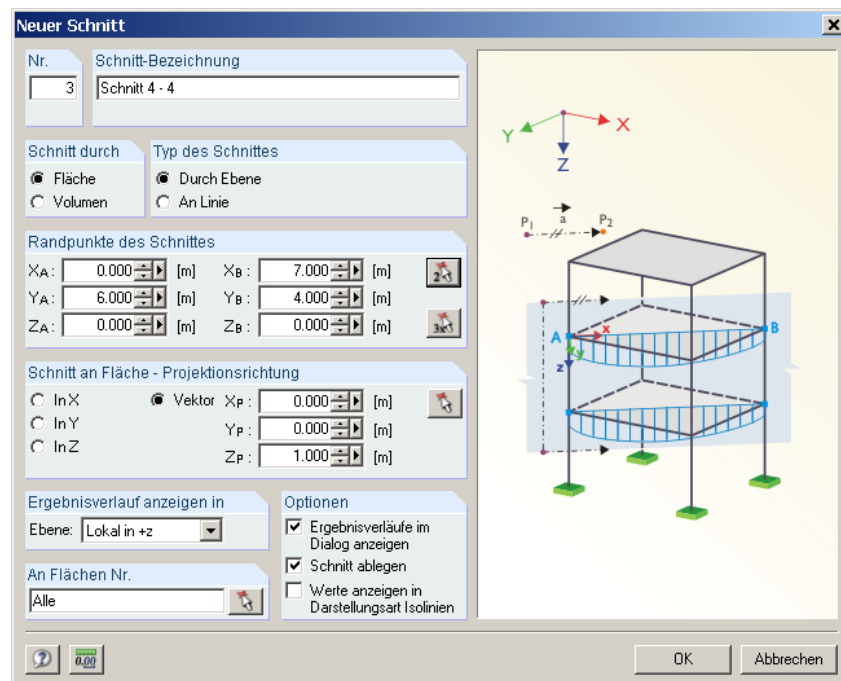 Neuer Schnitt
Nr.
Schnitt-Bezeichnung
3
Schnitt 4 - 4
Schnitt durch
Typ des Schnittes
Fläche
Durch Ebene
Volumen
An Linie
Randpunkte des Schnittes
XA: 0.000 [m] XB: 7.000 [m]
YA: 6.000 [m] YB: 4.000 [m]
ZA: 0.000 [m] ZB: 0.000 [m]
2x
3x
Schnitt an Fläche - Projektionsrichtung
In X
Vektor XP: 0.000 [m]
In Y
YP: 0.000 [m]
In Z
ZP: 1.000 [m]
Ergebnisverlauf anzeigen in
Ebene: Lokal in +z
An Flächen Nr.
Alle
Optionen
Ergebnisverläufe im
Dialog anzeigen
Schnitt ablegen
Werte anzeigen in
Darstellungsart Isolinien
X
Y
Z
P1 a P2
A x B
y
z
0.00
OK
Abbrechen